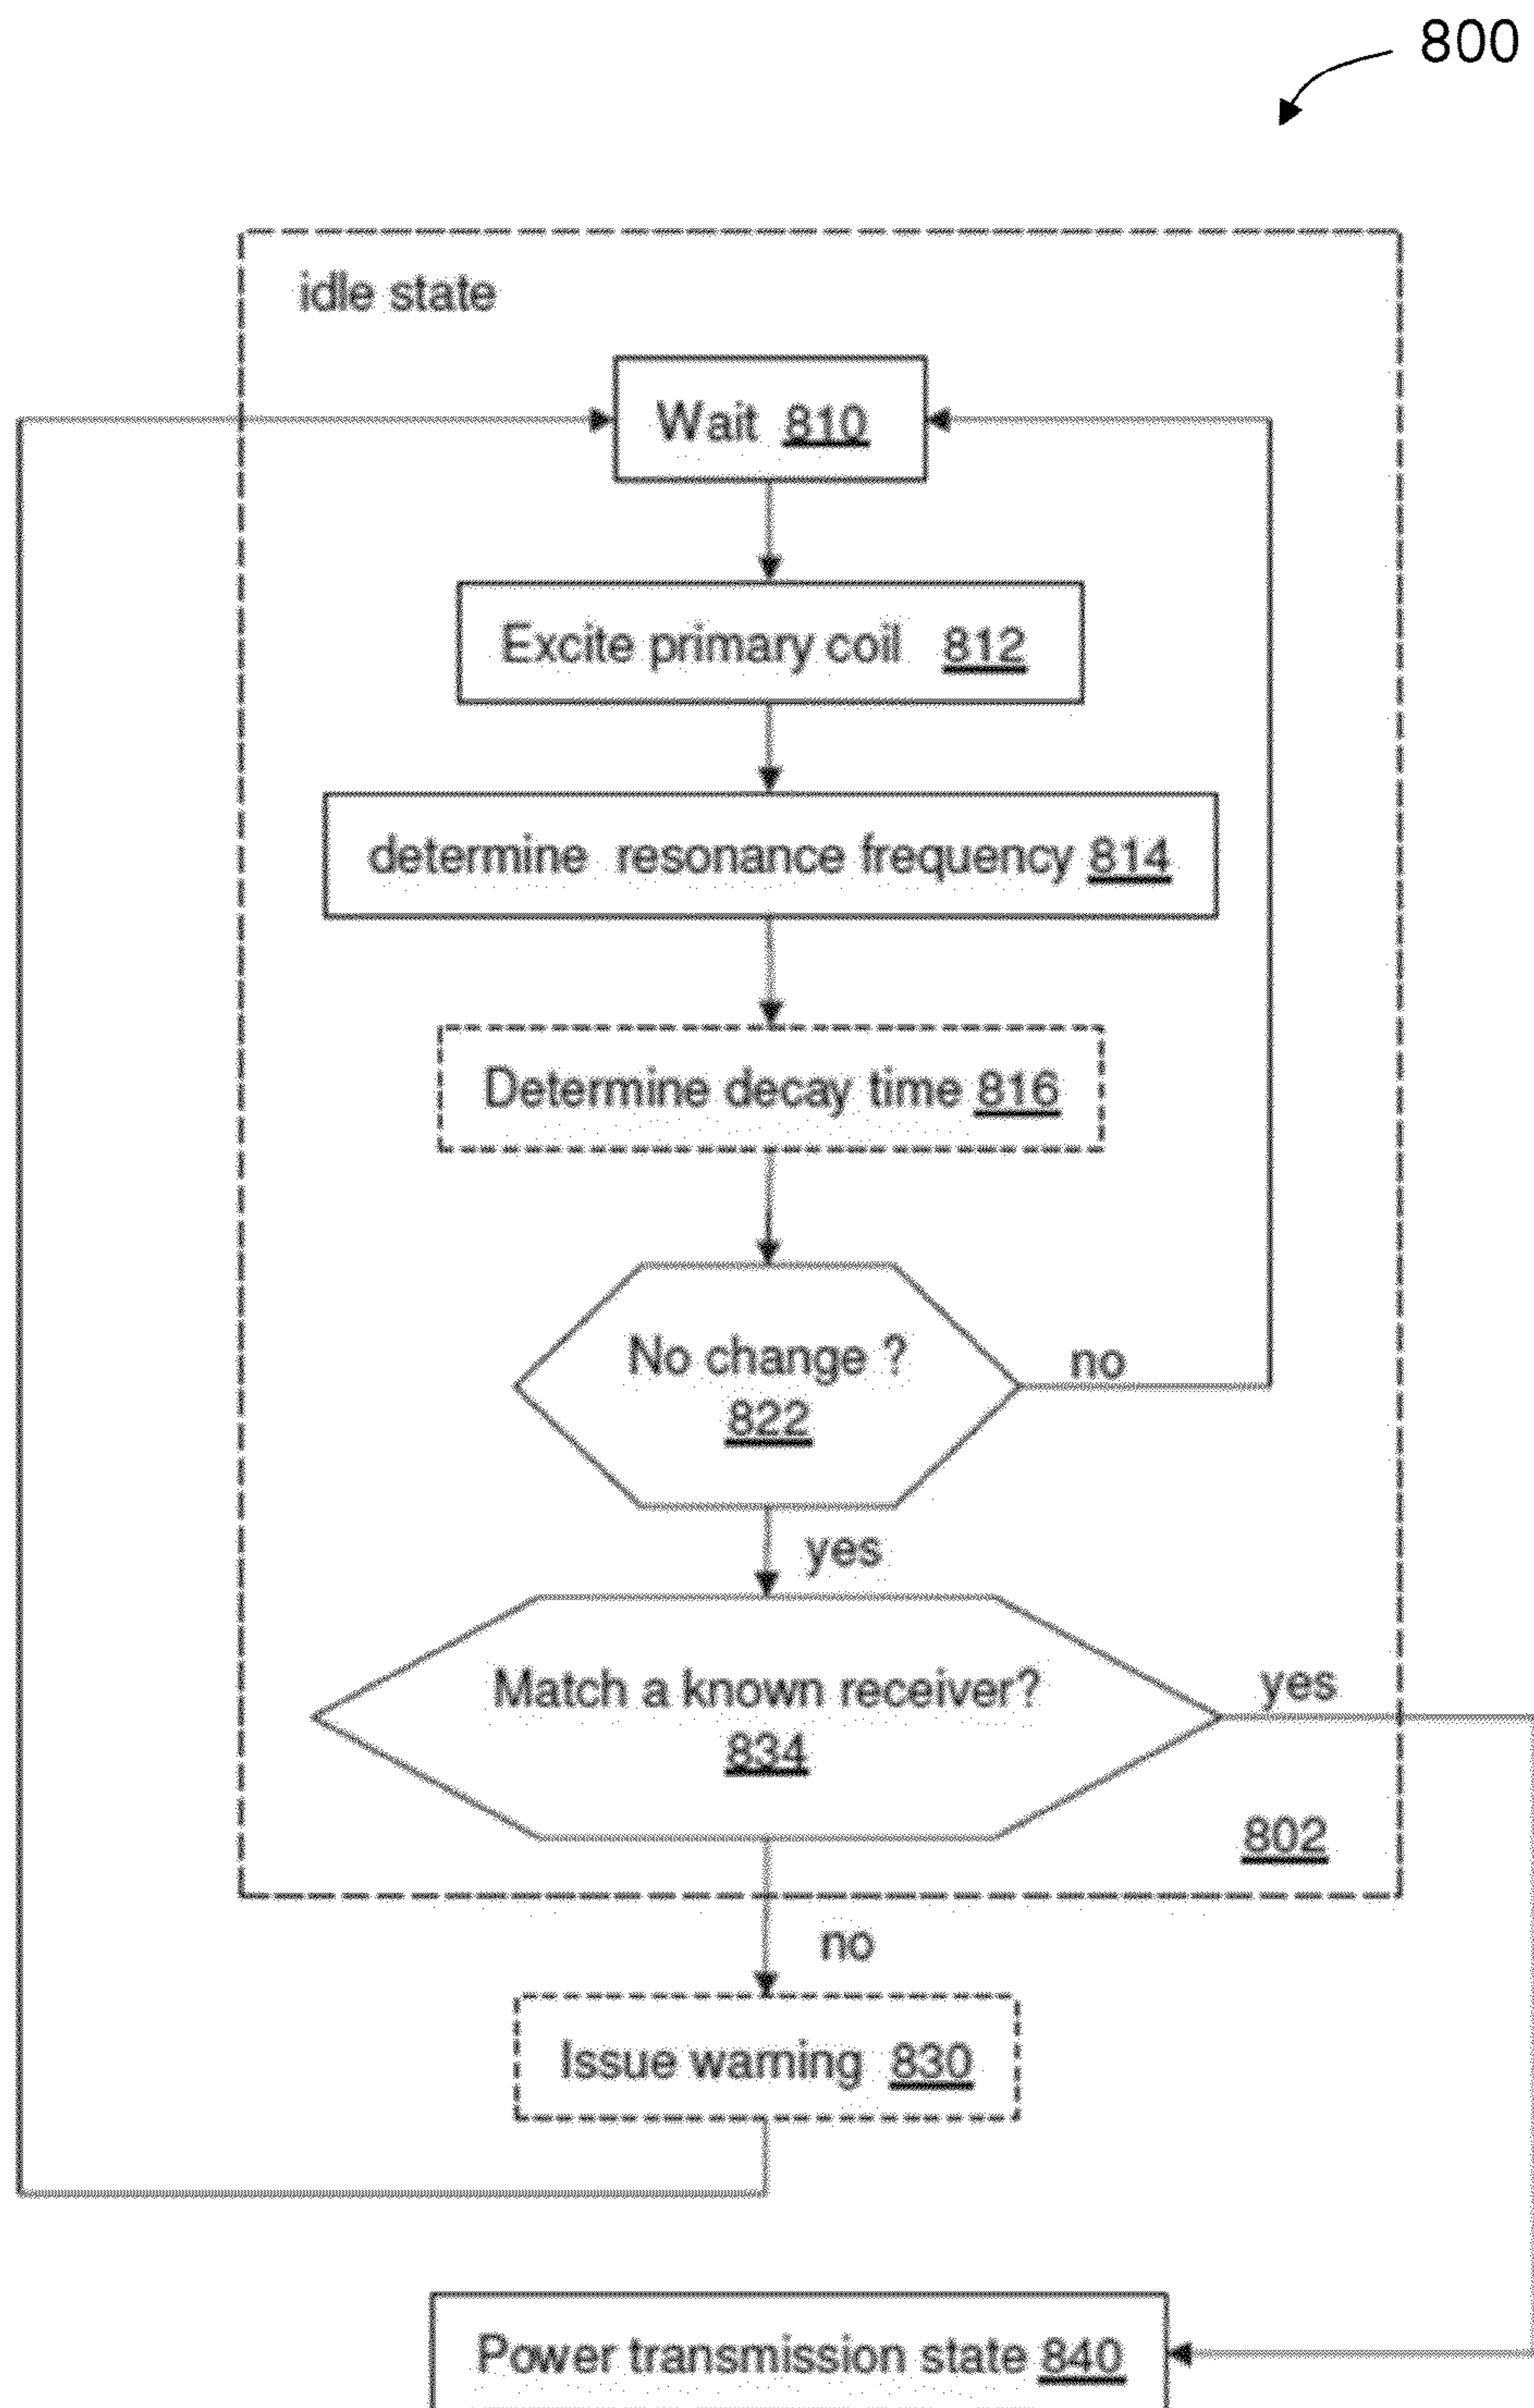 800
idle state
Wait 810
Excite primary coil 812
determine resonance frequency 814
Determine decay time 816
No change ?
822
no
yes
Match a known receiver?
834
yes
802
no
Issue warning 830
Power transmission state 840